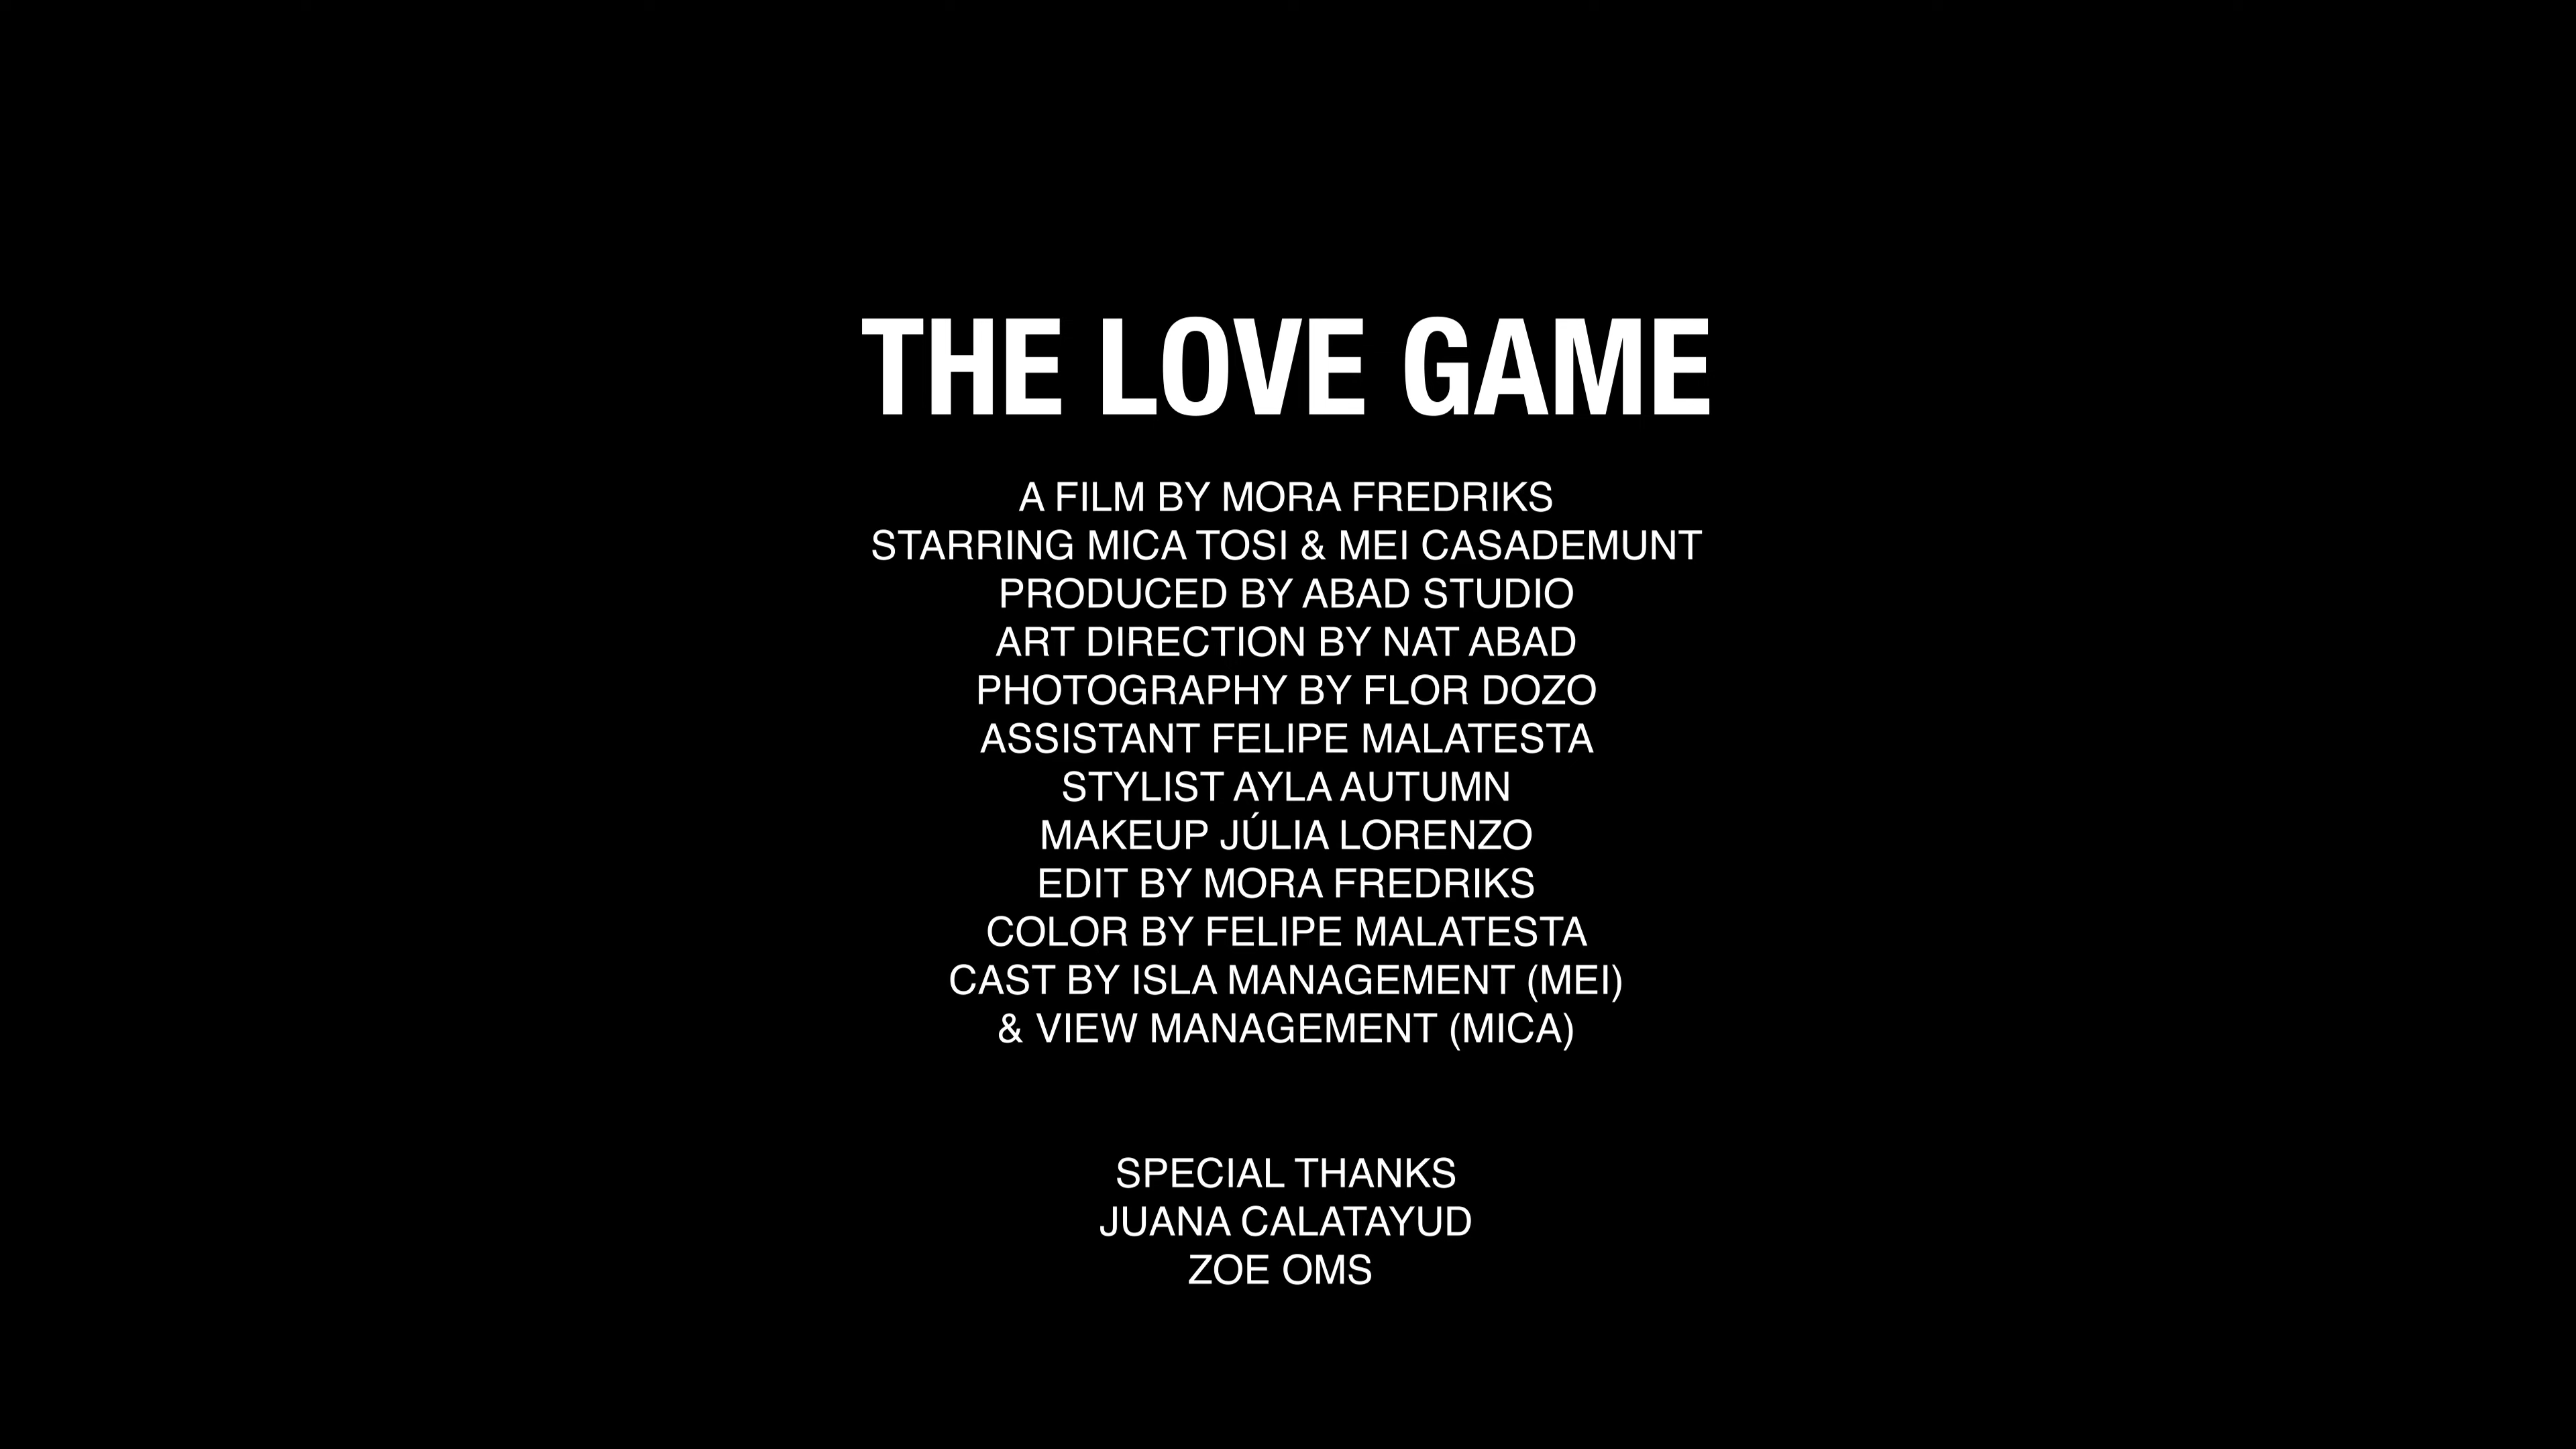 THE LOVE GAME
A FILM BY MORA FREDRIKS
STARRING MICA TOSI & MEI CASADEMUNT
PRODUCED BY ABAD STUDIO
ART DIRECTION BY NAT ABAD
PHOTOGRAPHY BY FLOR DOZO
ASSISTANT FELIPE MALATESTA
STYLIST AYLA AUTUMN
MAKEUP JÚLIA LORENZO
EDIT BY MORA FREDRIKS
COLOR BY FELIPE MALATESTA
CAST BY ISLA MANAGEMENT (MEI)
& VIEW MANAGEMENT (MICA)
SPECIAL THANKS
JUANA CALATAYUD
ZOE OMS